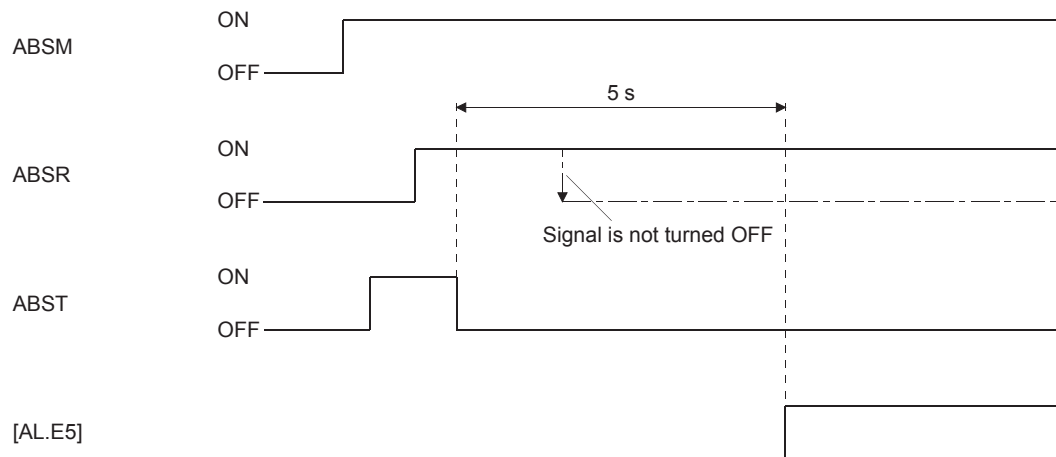 ON
ABSM
OFF
5 s
ON
ABSR
OFF
Signal is not turned OFF
ON
ABST
OFF
[AL.E5]